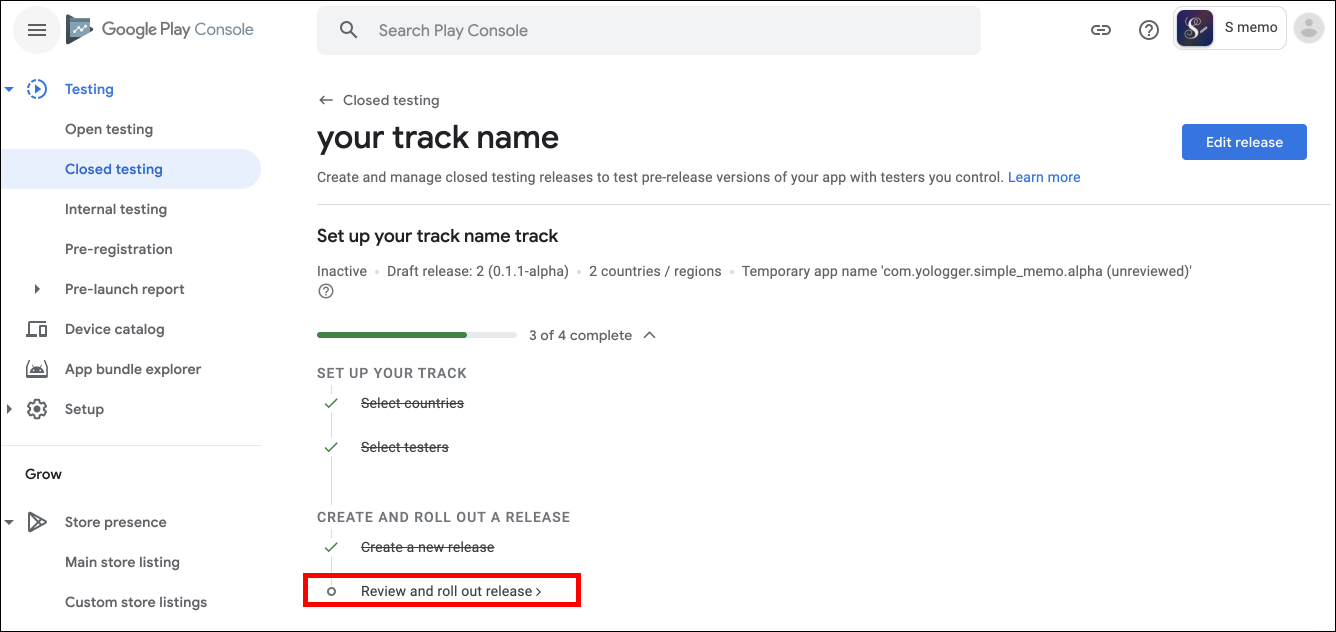 Google Play Console
Search Play Console
S memo
Testing
Open testing
Closed testing
Internal testing
Pre-registration
Pre-launch report
Device catalog
App bundle explorer
Setup
Grow
Store presence
Main store listing
Custom store listings
← Closed testing
your track name
Edit release
Create and manage closed testing releases to test pre-release versions of your app with testers you control. Learn more
Set up your track name track
Inactive • Draft release: 2 (0.1.1-alpha) • 2 countries / regions • Temporary app name 'com.yologger.simple_memo.alpha (unreviewed)'
3 of 4 complete
SET UP YOUR TRACK
Select countries
Select testers
CREATE AND ROLL OUT A RELEASE
Create a new release
Review and roll out release >